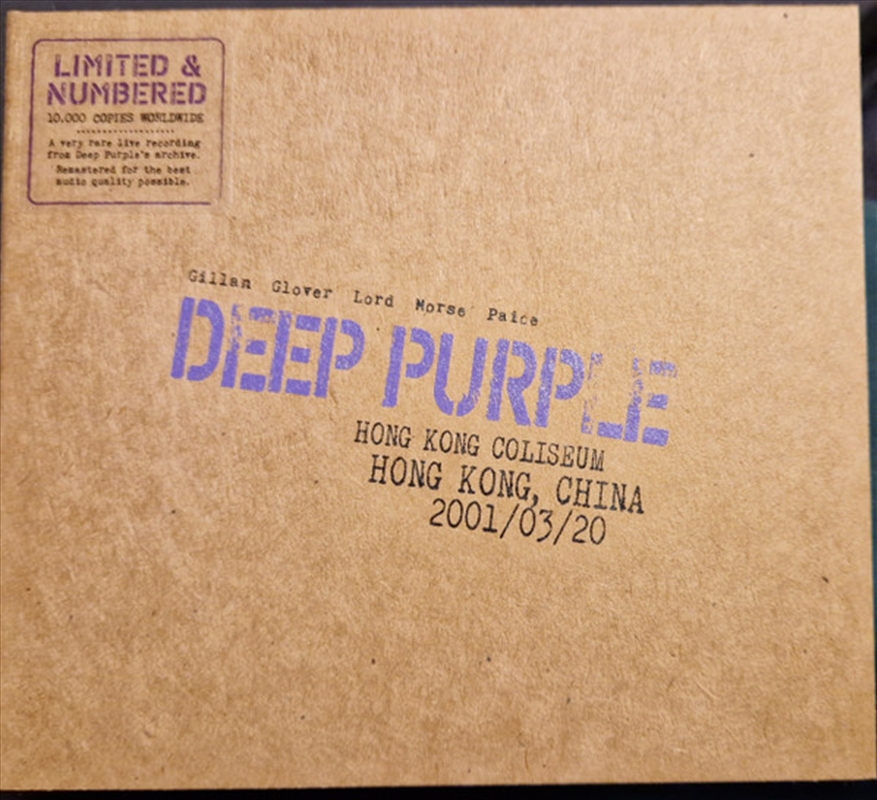 LIMITED &
NUMBERED
10.000 COPIES WORLDWIDE
A very rare live recording
from Deep Purple's archive.
Remastered for the best
audio quality possible.
Gillan Glover Lord Morse Paice
DEEP PURPLE
HONG KONG COLISEUM
HONG KONG, CHINA
2001/03/20